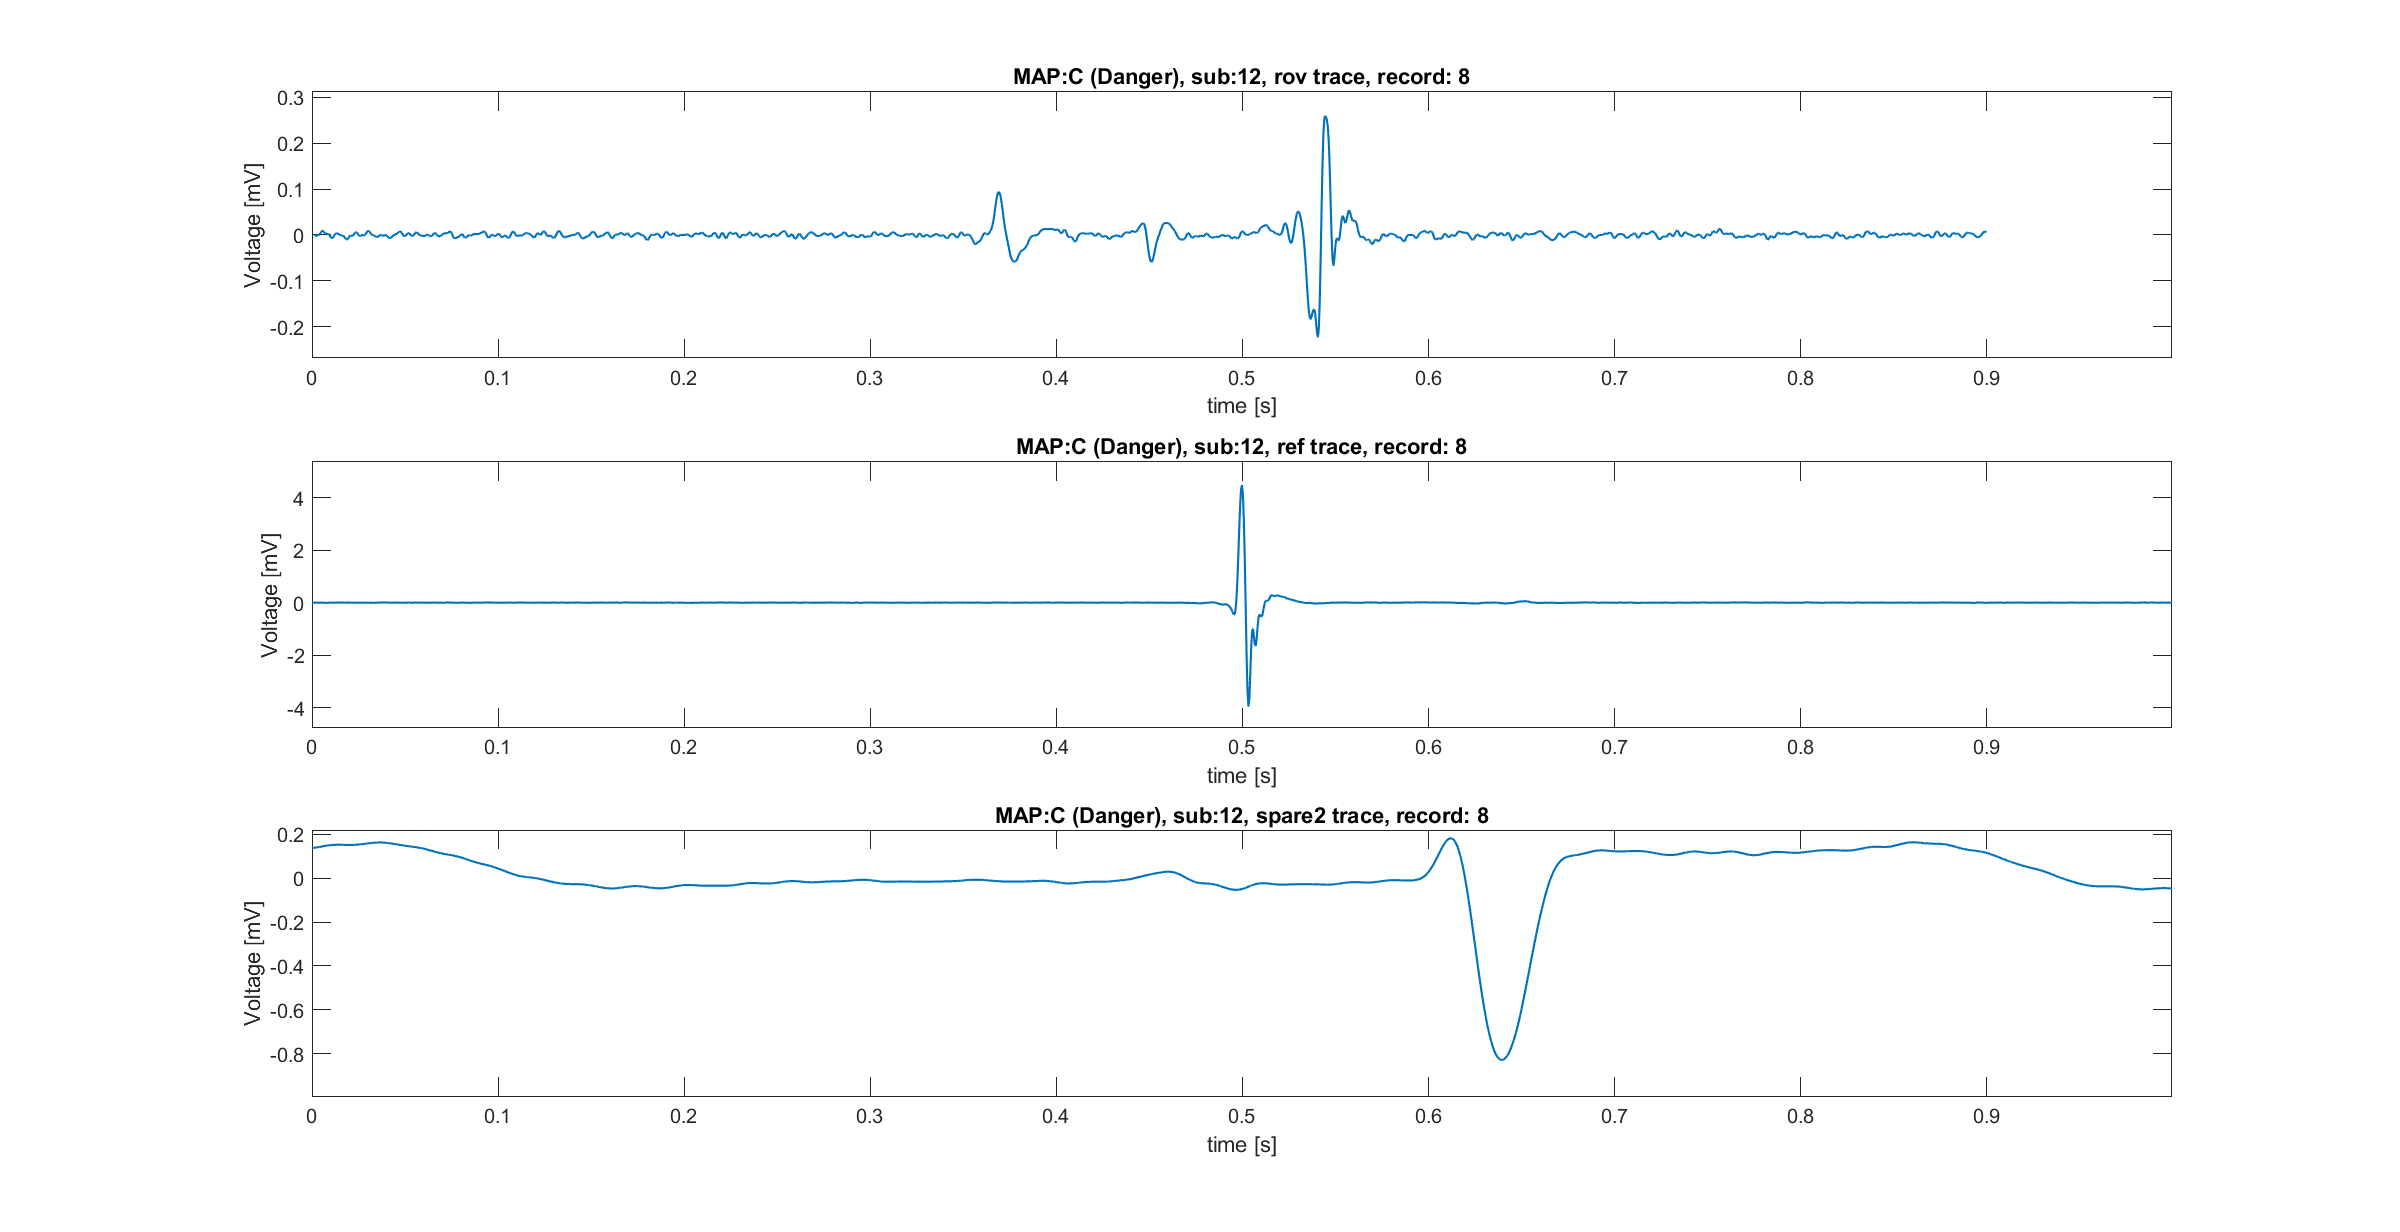 MAP:C (Danger), sub:12, rov trace, record: 8
0.3
0.2
0.1
0
-0.1
-0.2
Voltage [mV]
0 0.1 0.2 0.3 0.4 0.5 0.6 0.7 0.8 0.9
time [s]
MAP:C (Danger), sub:12, ref trace, record: 8
4
2
0
-2
-4
Voltage [mV]
0 0.1 0.2 0.3 0.4 0.5 0.6 0.7 0.8 0.9
time [s]
MAP:C (Danger), sub:12, spare2 trace, record: 8
0.2
0
-0.2
-0.4
-0.6
-0.8
Voltage [mV]
0 0.1 0.2 0.3 0.4 0.5 0.6 0.7 0.8 0.9
time [s]